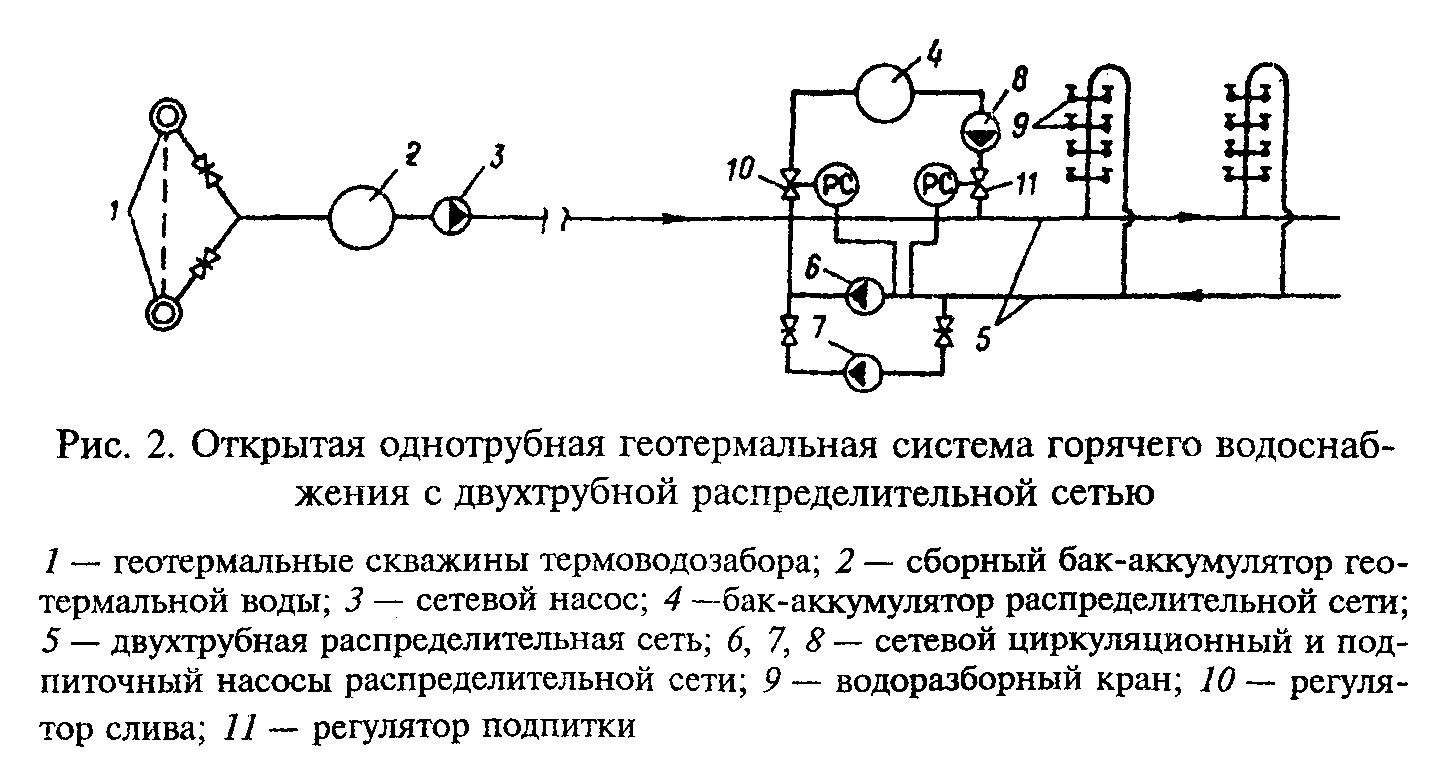 4
8
9
2
3
10
РС
РС
11
1
6
7
5
Рис. 2. Открытая однотрубная геотермальная система горячего водоснаб-
жения с двухтрубной распределительной сетью
1 — геотермальные скважины термоводозабора; 2 — сборный бак-аккумулятор гео-
термальной воды; 3 — сетевой насос; 4 —бак-аккумулятор распределительной сети;
5 — двухтрубная распределительная сеть; 6, 7, 8 — сетевой циркуляционный и под-
питочный насосы распределительной сети; 9 — водоразборный кран; 10 — регуля-
тор слива; 11 — регулятор подпитки